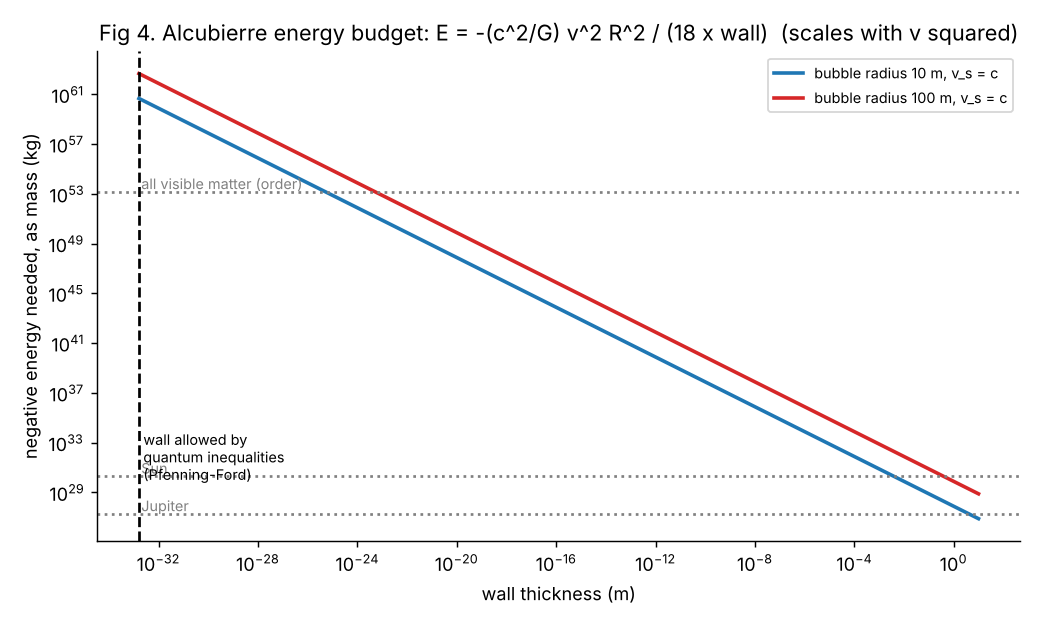 Fig 4. Alcubierre energy budget: E = -(c^2/G) v^2 R^2 / (18 x wall)  (scales with v squared)
bubble radius 10 m, v_s = c
bubble radius 100 m, v_s = c
negative energy needed, as mass (kg)
10^61
10^57
10^53
10^49
10^45
10^41
10^37
10^33
10^29
all visible matter (order)
wall allowed by
quantum inequalities
(Pfenning-Ford)
Sun
Jupiter
10^−32
10^−28
10^−24
10^−20
10^−16
10^−12
10^−8
10^−4
10^0
wall thickness (m)